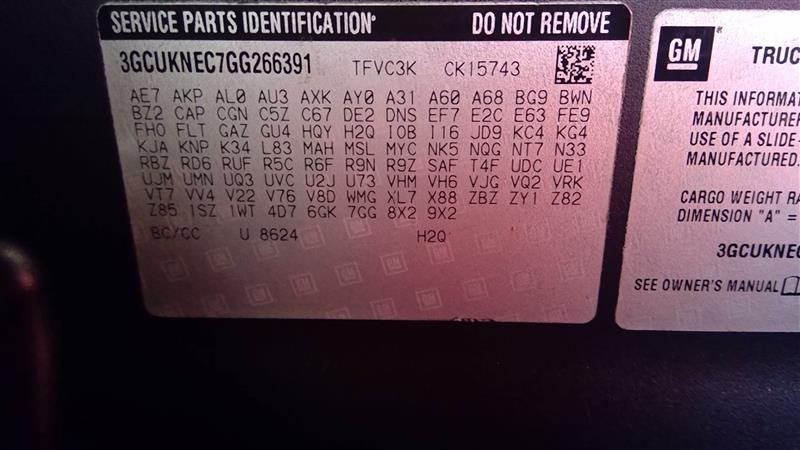 SERVICE PARTS IDENTIFICATION DO NOT REMOVE
3GCUKNEC7GG266391 TFVC3K CK15743
AE7 AKP AL0 AU3 AXK AY0 A31 A60 A68 BG9 BWN
BZ2 CAP CGN C5Z C67 DE2 DNS EF7 E2C E63 FE9
FHO FLT GAZ GU4 HQY H2Q IOB I16 JD9 KC4 KG4
KJA KNP K34 L83 MAH MSL MYC NK5 NQG NT7 N33
RBZ RD6 RUF R5C R6F R9N R9Z SAF T4F UDC UE1
UJM UMN UQ3 UVC U2J U73 VHM VH6 VJG VQ2 VRK
VT7 VV4 V22 V76 V8D WMG XL7 X88 ZBZ ZY1 Z82
Z85 1SZ 1WT 4D7 6GK 7GG 8X2 9X2
BC/CC U 8624 H2Q
GM
TRUC
THIS INFORMAT
MANUFACTURER
USE OF A SLIDE-
MANUFACTURED.
CARGO WEIGHT RA
DIMENSION "A" =
3GCUKNEC
SEE OWNER'S MANUAL